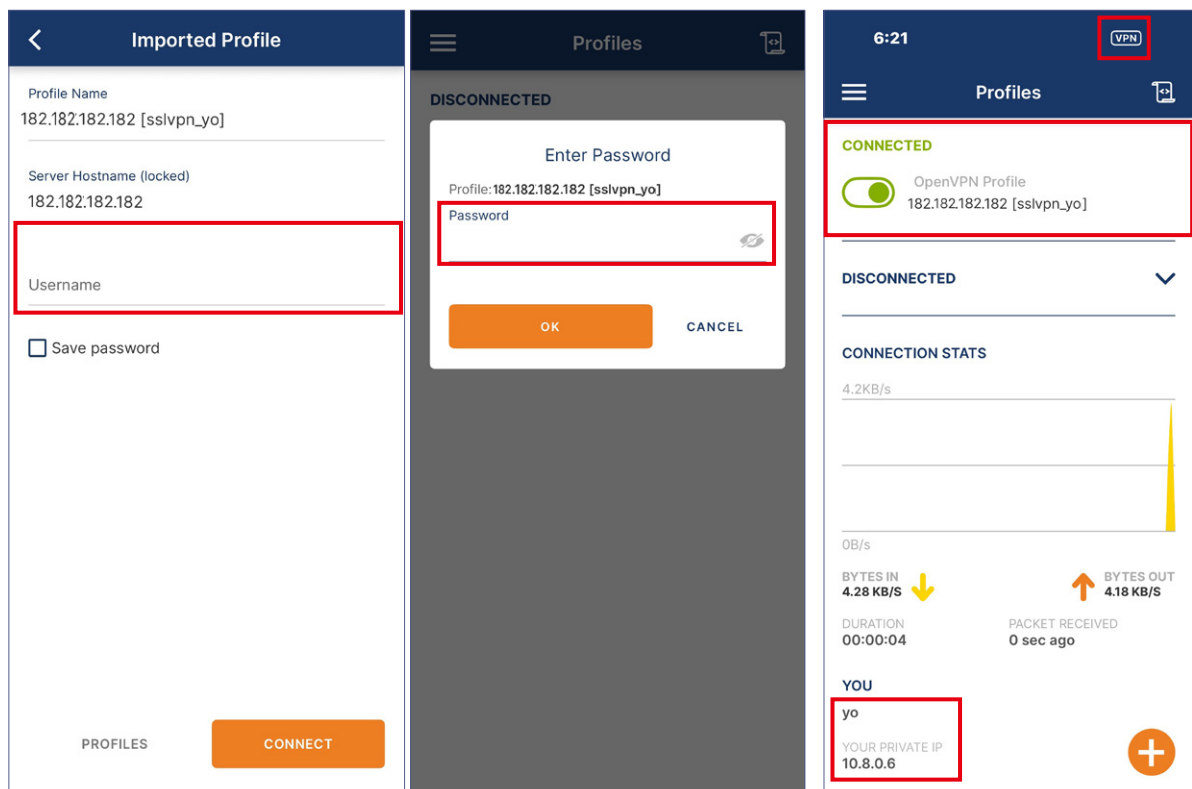 Imported Profile
Profile Name
182.182.182.182 [sslvpn_yo]
Server Hostname (locked)
182.182.182.182
Username
Save password
PROFILES
CONNECT
Profiles
DISCONNECTED
Enter Password
Profile:182.182.182.182 [sslvpn_yo]
Password
OK
CANCEL
6:21
VPN
Profiles
CONNECTED
OpenVPN Profile
182.182.182.182 [sslvpn_yo]
DISCONNECTED
CONNECTION STATS
4.2KB/s
0B/s
BYTES IN
4.28 KB/S
BYTES OUT
4.18 KB/S
DURATION
00:00:04
PACKET RECEIVED
0 sec ago
YOU
yo
YOUR PRIVATE IP
10.8.0.6